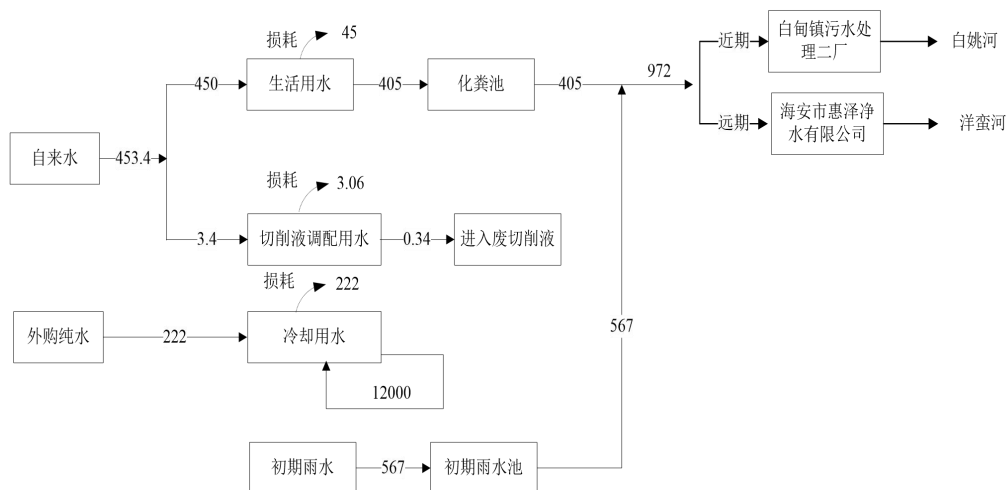 损耗
45
近期
白甸镇污水处
理二厂
白姚河
450
生活用水
405
化粪池
405
972
自来水
453.4
远期
海安市惠泽净
水有限公司
洋蛮河
损耗
3.06
3.4
切削液调配用水
0.34
进入废切削液
损耗
222
外购纯水
222
冷却用水
567
12000
初期雨水
567
初期雨水池